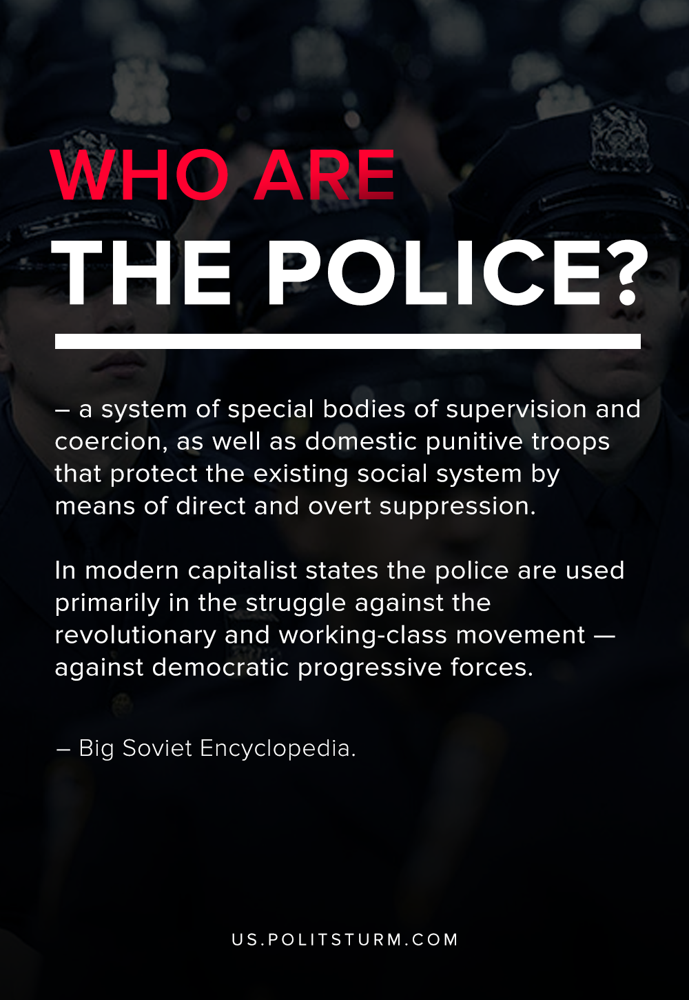 WHO ARE
THE POLICE?
– a system of special bodies of supervision and
coercion, as well as domestic punitive troops
that protect the existing social system by
means of direct and overt suppression.
In modern capitalist states the police are used
primarily in the struggle against the
revolutionary and working-class movement —
against democratic progressive forces.
– Big Soviet Encyclopedia.
US.POLITSTURM.COM